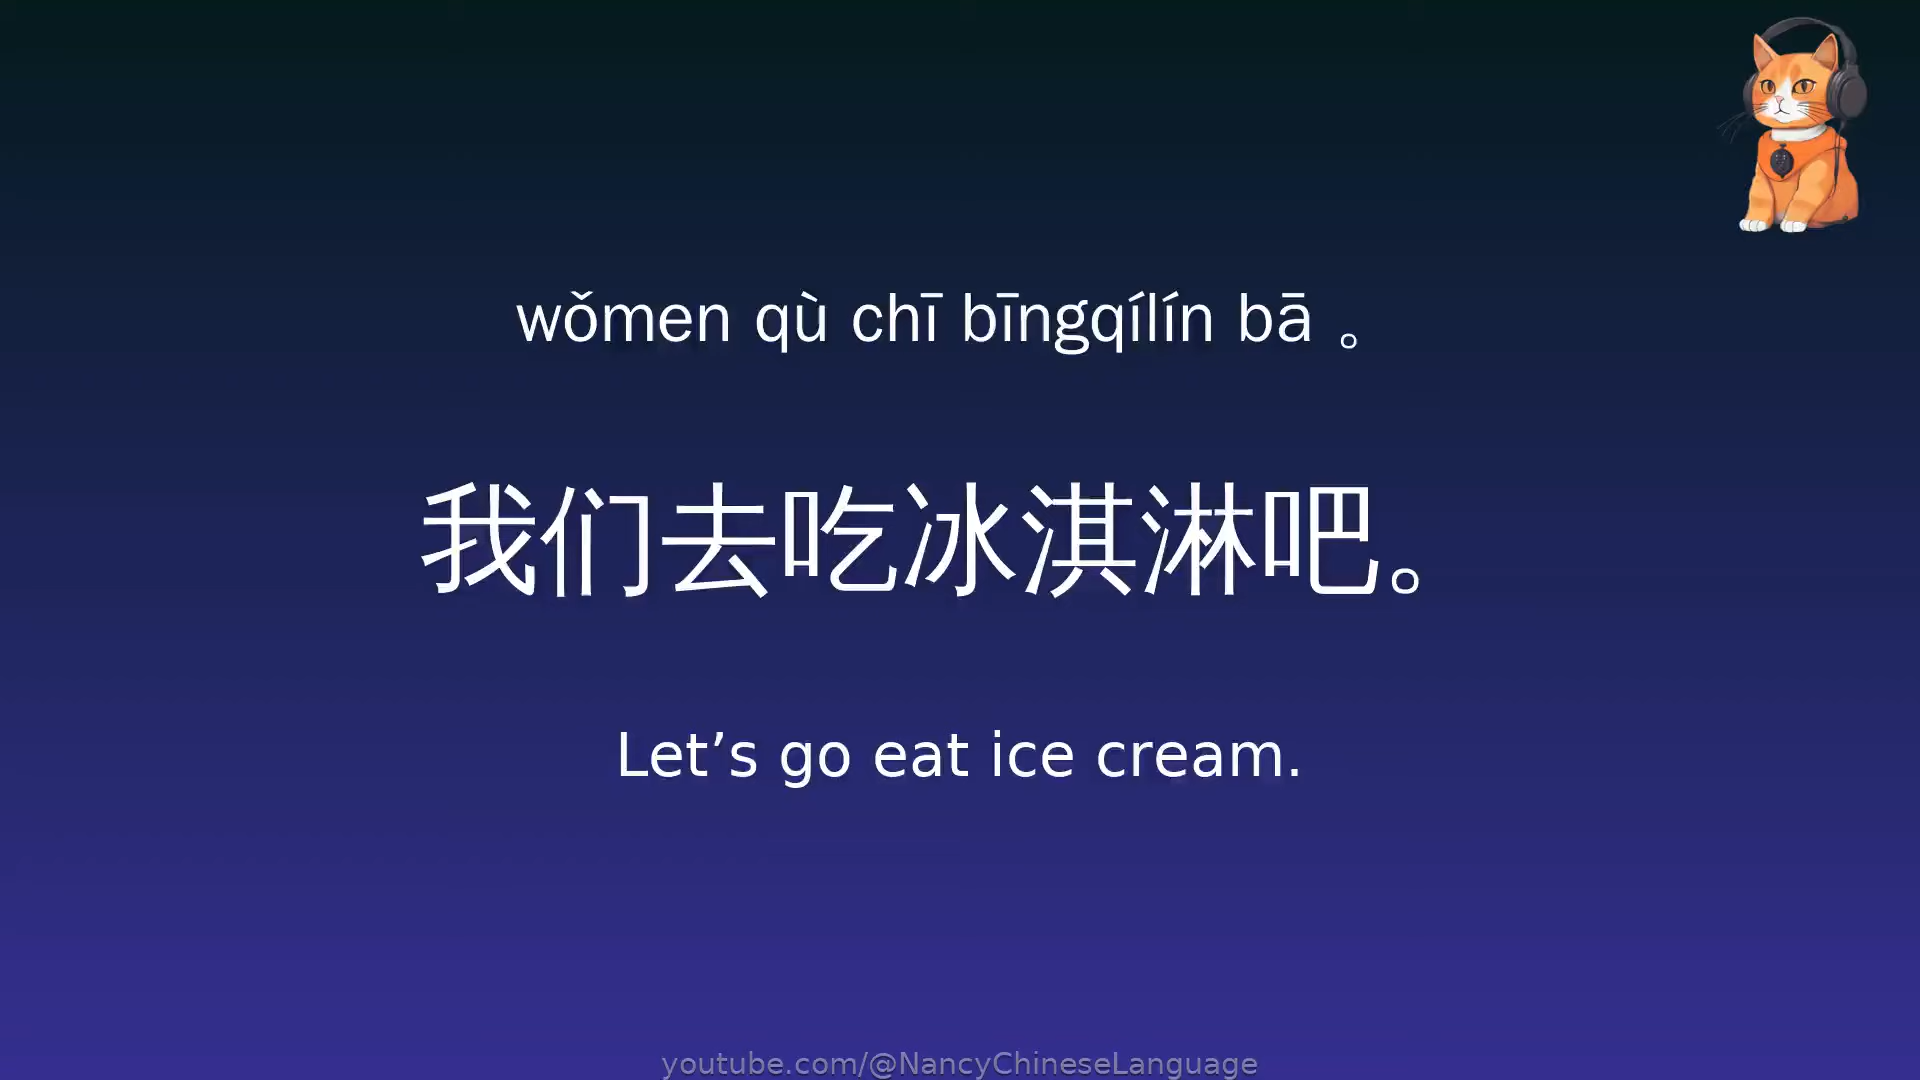 wǒmen qù chī bīngqílín bā 。
我们去吃冰淇淋吧。
Let’s go eat ice cream.
youtube.com/@NancyChineseLanguage